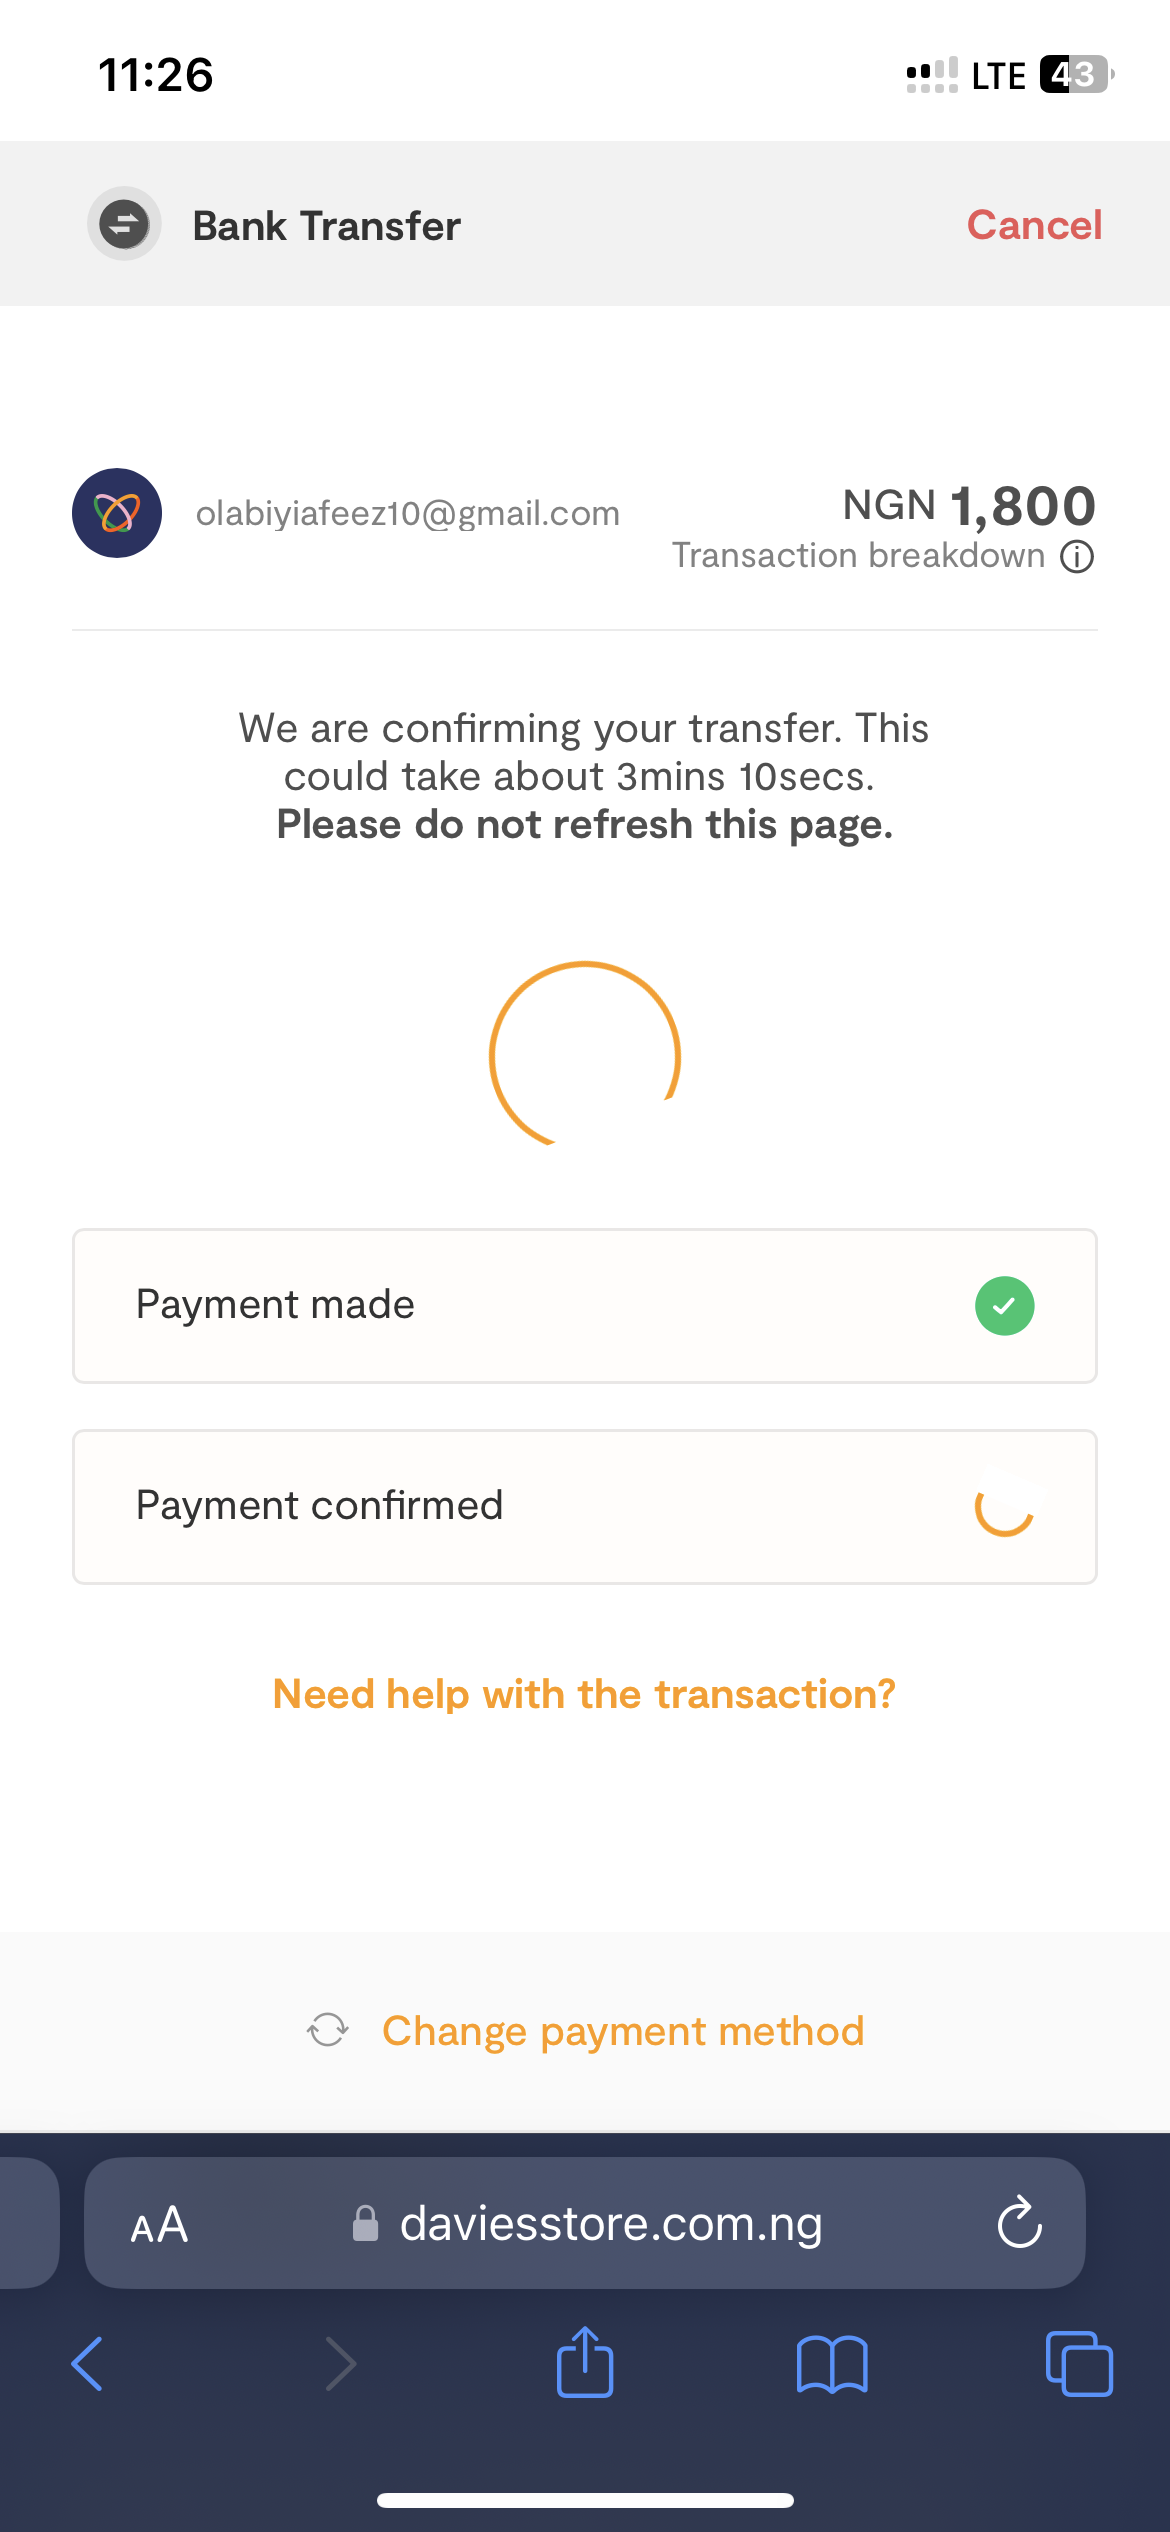 11:26
LTE 43
Bank Transfer
Cancel
olabiyiafeez10@gmail.com
NGN 1,800
Transaction breakdown
We are confirming your transfer. This
could take about 3mins 10secs.
Please do not refresh this page.
Payment made
Payment confirmed
Need help with the transaction?
Change payment method
AA
daviesstore.com.ng